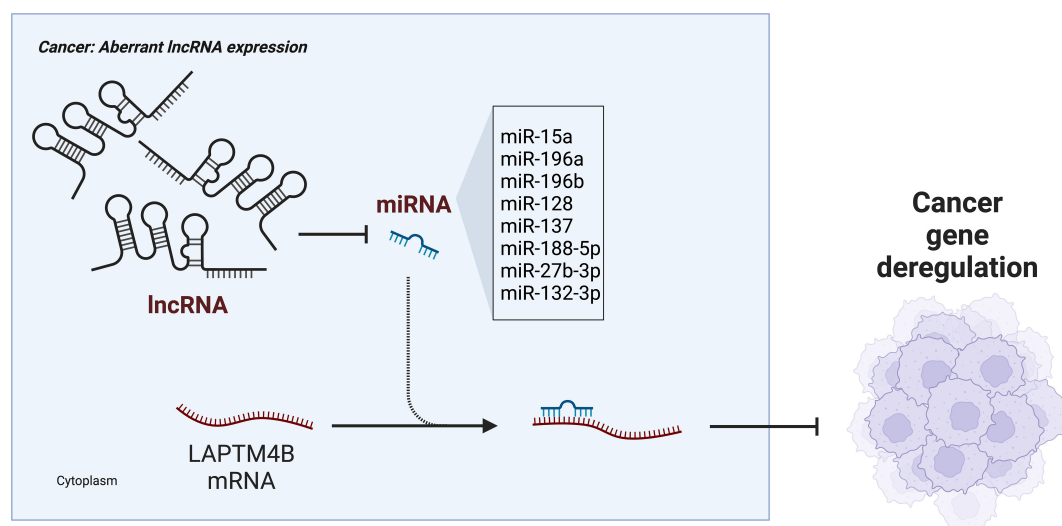 Cancer: Aberrant lncRNA expression
miRNA
miR-15a
miR-196a
miR-196b
miR-128
miR-137
miR-188-5p
miR-27b-3p
miR-132-3p
lncRNA
LAPTM4B
mRNA
Cytoplasm
Cancer
gene
deregulation